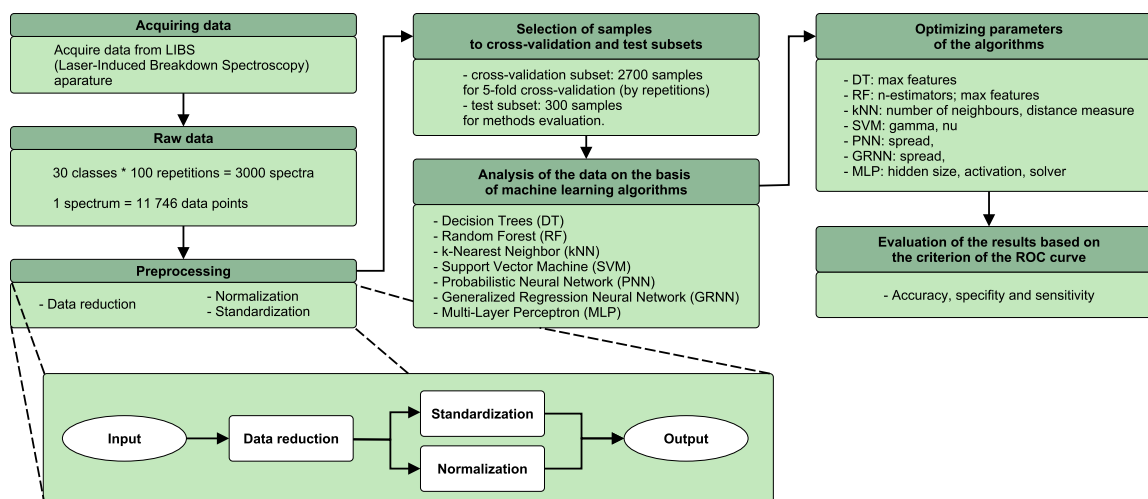 Acquiring data
Acquire data from LIBS
(Laser-Induced Breakdown Spectroscopy)
aparature
Raw data
30 classes * 100 repetitions = 3000 spectra
1 spectrum = 11 746 data points
Preprocessing
- Data reduction
- Normalization
- Standardization
Selection of samples
to cross-validation and test subsets
- cross-validation subset: 2700 samples
for 5-fold cross-validation (by repetitions)
- test subset: 300 samples
for methods evaluation.
Analysis of the data on the basis
of machine learning algorithms
- Decision Trees (DT)
- Random Forest (RF)
- k-Nearest Neighbor (kNN)
- Support Vector Machine (SVM)
- Probabilistic Neural Network (PNN)
- Generalized Regression Neural Network (GRNN)
- Multi-Layer Perceptron (MLP)
Optimizing parameters
of the algorithms
- DT: max features
- RF: n-estimators; max features
- kNN: number of neighbours, distance measure
- SVM: gamma, nu
- PNN: spread,
- GRNN: spread,
- MLP: hidden size, activation, solver
Evaluation of the results based on
the criterion of the ROC curve
- Accuracy, specifity and sensitivity
Input
Data reduction
Standardization
Normalization
Output